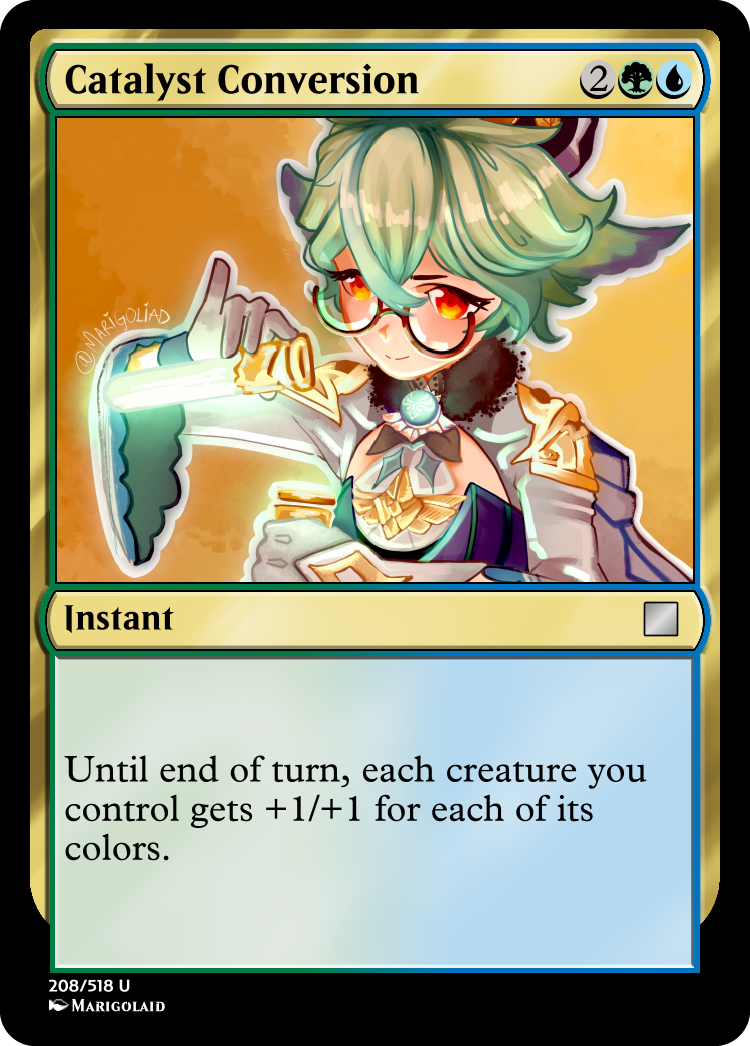 Catalyst Conversion 2
@MARiGOLiAD
Instant
Until end of turn, each creature you
control gets +1/+1 for each of its
colors.
208/518 U
Marigolaid